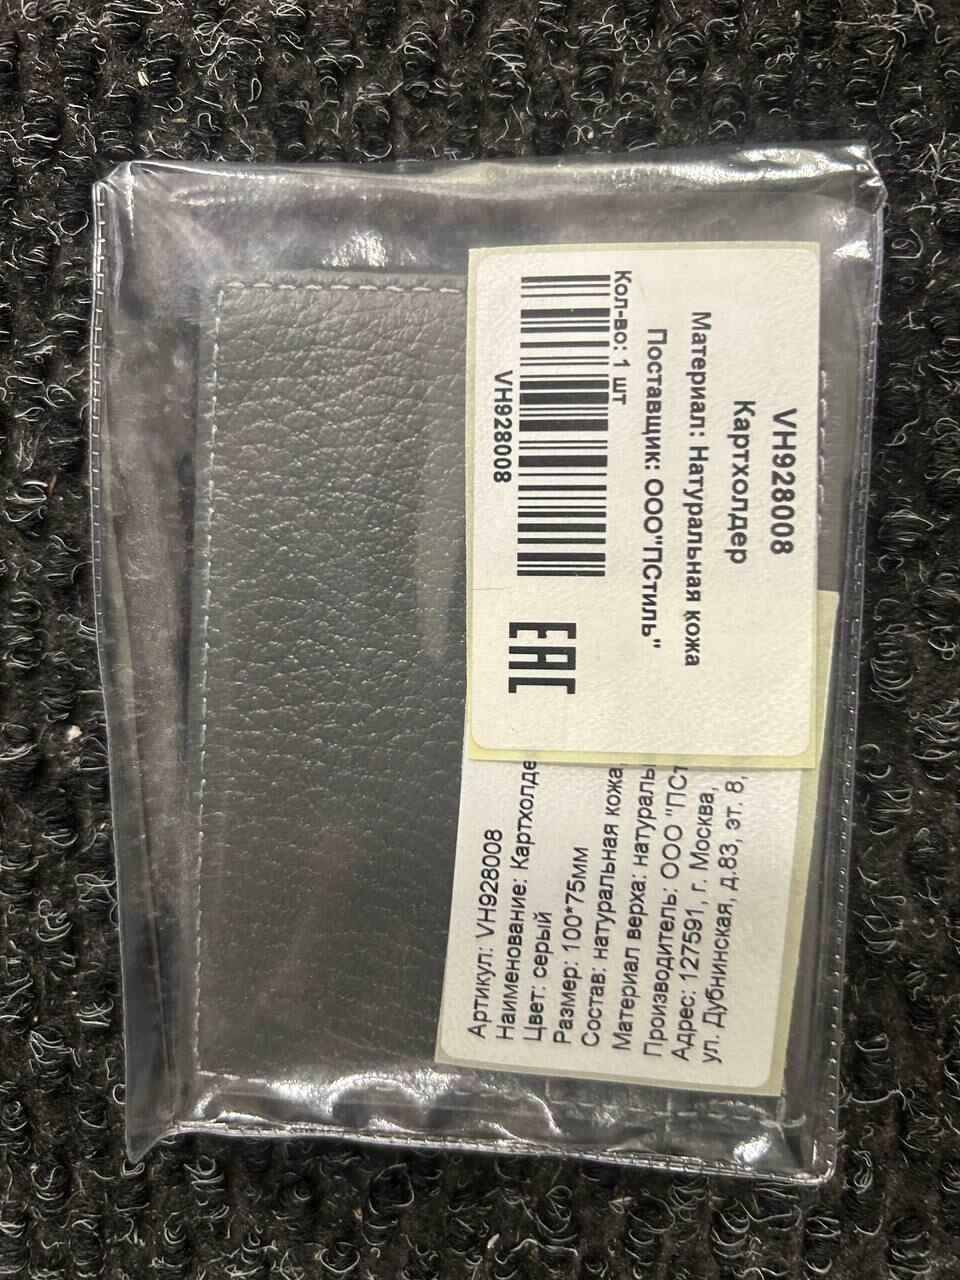 VH928008
Картхолдер
Материал: Натуральная кожа
Поставщик: ООО"ПСтиль"
Кол-во: 1 шт
VH928008
EAC
Артикул: VH928008
Наименование: Картхолде
Цвет: серый
Размер: 100*75мм
Состав: натуральная кожа,
Материал верха: натураль
Производитель: ООО "ПСт
Адрес: 127591, г. Москва,
ул. Дубнинская, д.83, эт. 8,